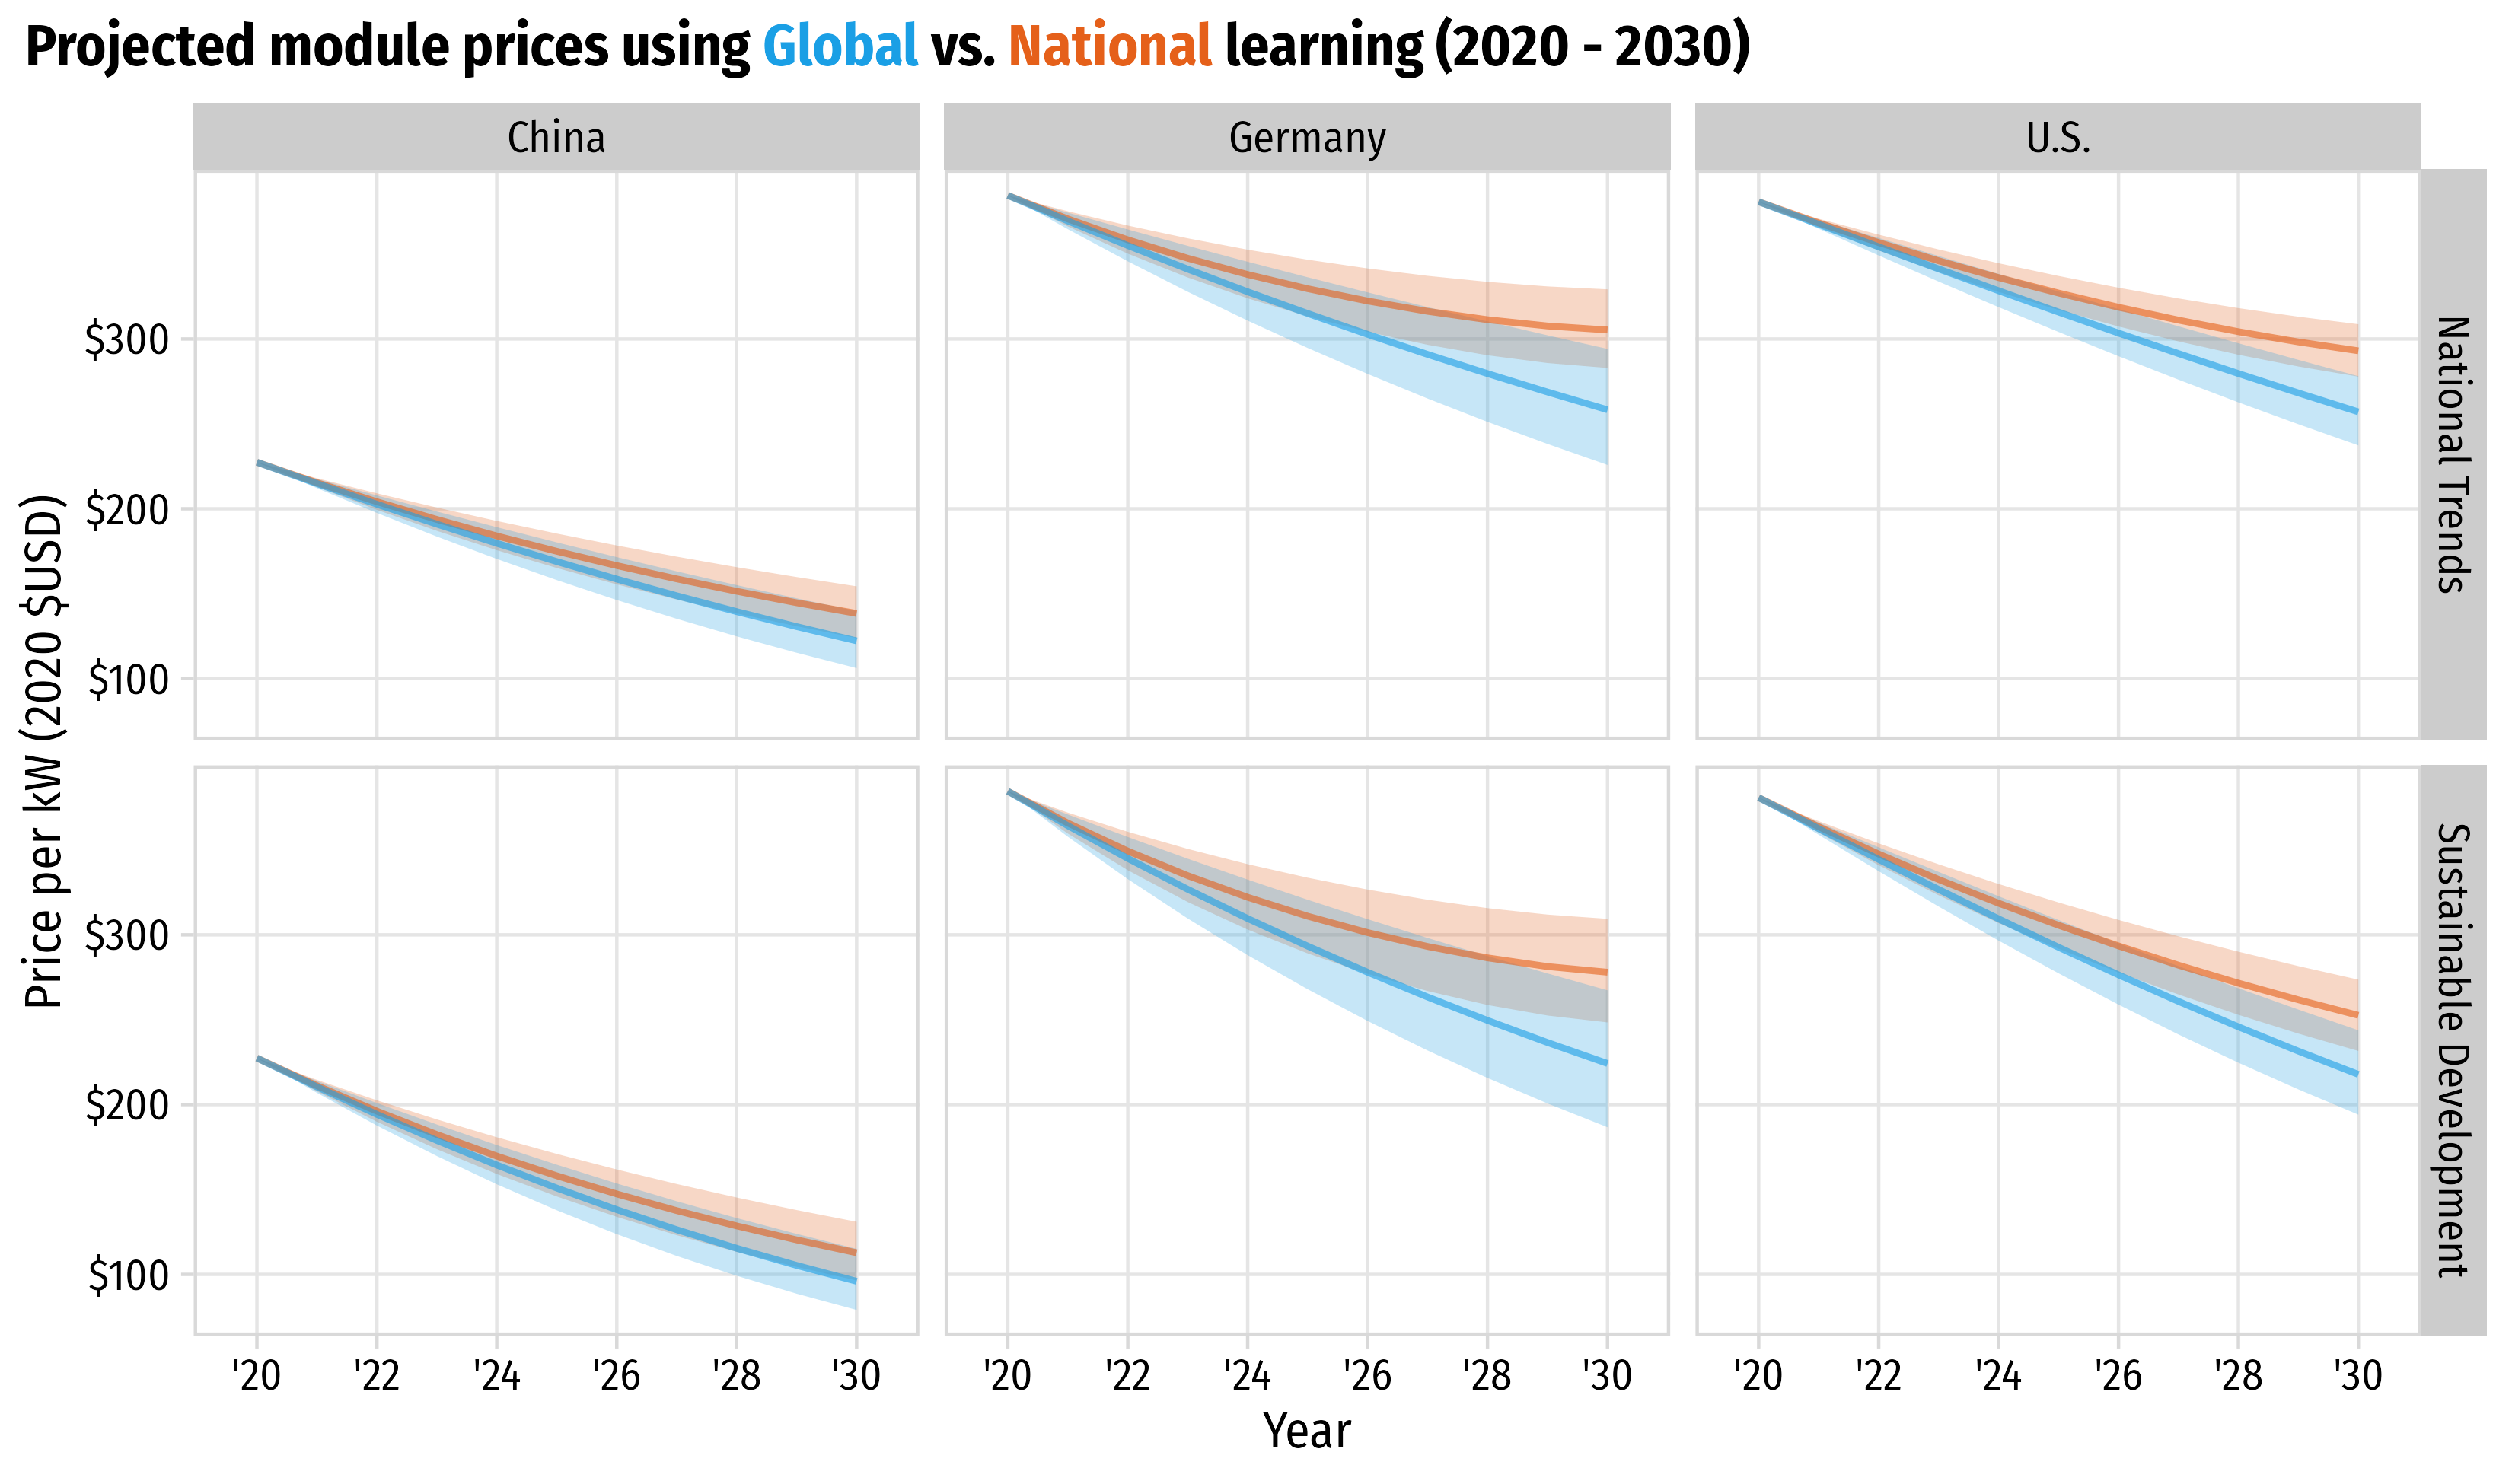 Projected module prices using Global vs. National learning (2020 - 2030)
China
Germany
U.S.
Price per kW (2020 $USD)
$300
$200
$100
National Trends
$300
$200
$100
Sustainable Development
'20 '22 '24 '26 '28 '30
'20 '22 '24 '26 '28 '30
'20 '22 '24 '26 '28 '30
Year